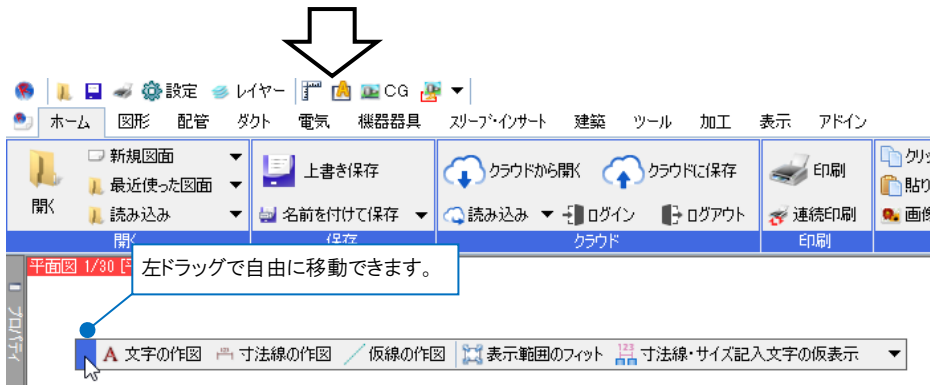 設定 レイヤー CG
ホーム 図形 配管 ダクト 電気 機器器具 スリーブ・インサート 建築 ツール 加工 表示 アドイン
開く
新規図面
最近使った図面
読み込み
開く
上書き保存
名前を付けて保存
保存
クラウドから開く クラウドに保存
読み込み ログイン ログアウト
クラウド
印刷
連続印刷
印刷
クリッ
貼り
画像
平面図 1/30
左ドラッグで自由に移動できます。
プロパティ
A 文字の作図 寸法線の作図 仮線の作図 表示範囲のフィット 123 寸法線・サイズ記入文字の仮表示